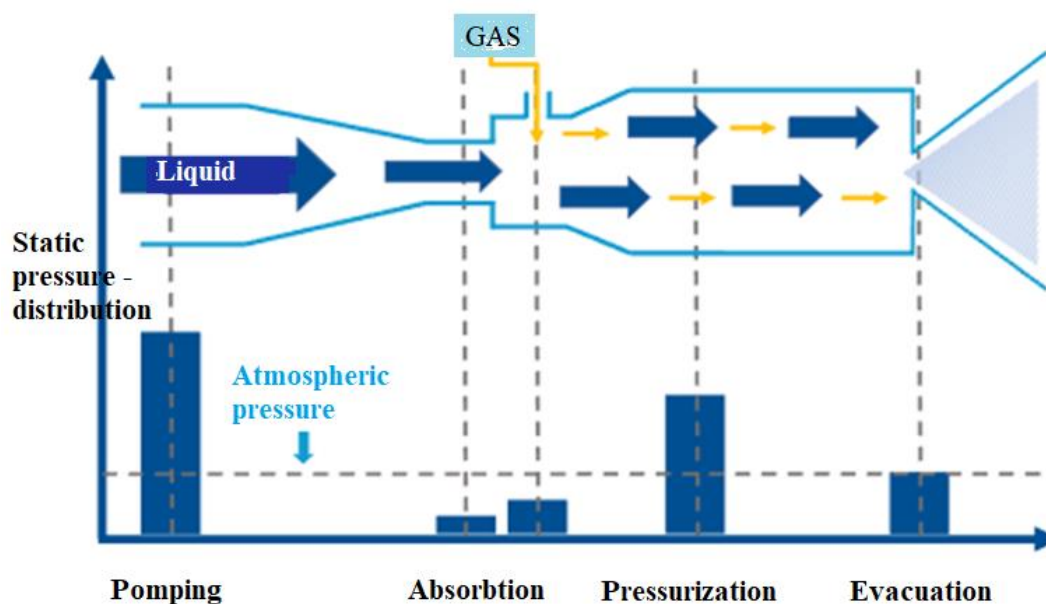 GAS
Liquid
Static
pressure -
distribution
Atmospheric
pressure
Pomping
Absorbtion
Pressurization
Evacuation